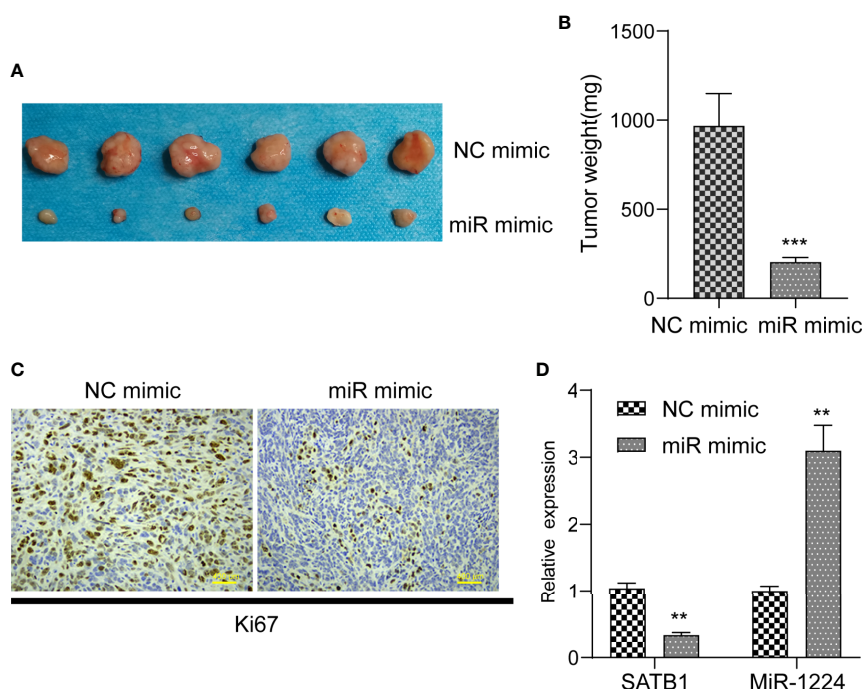 A
NC mimic
miR mimic
B
Tumor weight(mg)
1500
1000
500
0
***
NC mimic miR mimic
C
NC mimic miR mimic
Ki67
D
Relative expression
4
3
2
1
0
NC mimic
miR mimic
**
**
SATB1 MiR-1224